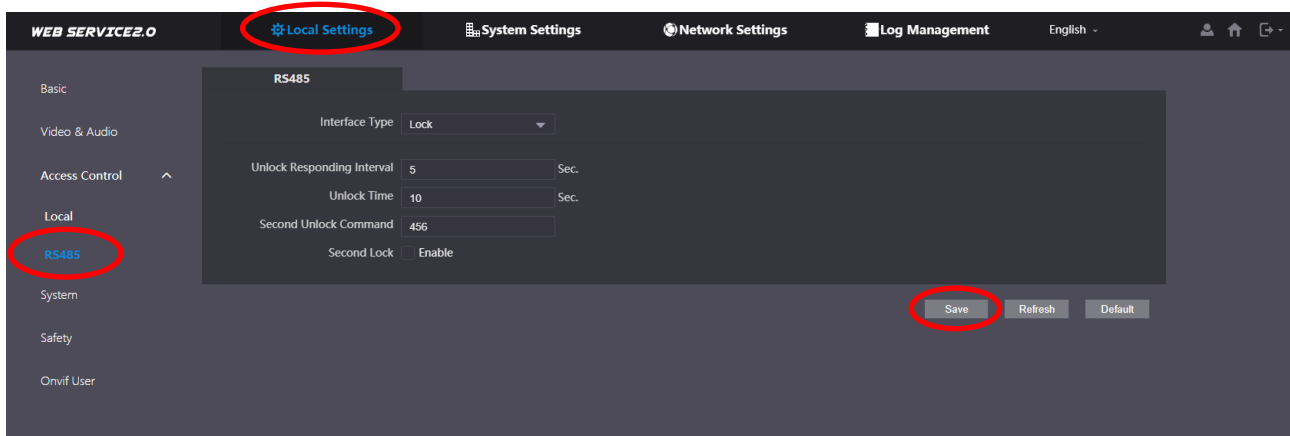 WEB SERVICE2.0 Local Settings System Settings Network Settings Log Management English
Basic
Video & Audio
Access Control
Local
RS485
System
Safety
Onvif User
RS485
Interface Type Lock
Unlock Responding Interval 5 Sec.
Unlock Time 10 Sec.
Second Unlock Command 456
Second Lock Enable
Save Refresh Default